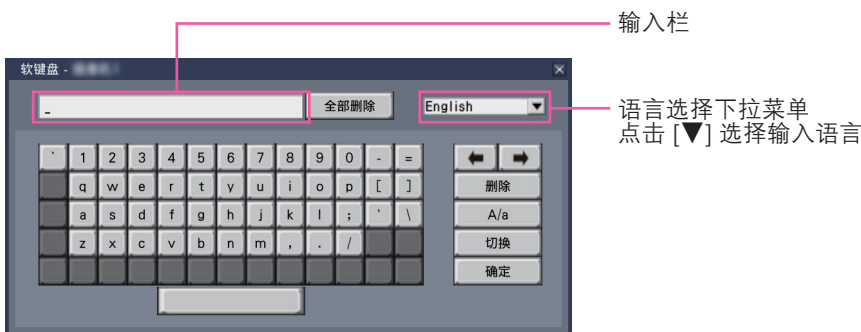 输入栏
软键盘 -
_
全部删除
English
语言选择下拉菜单
点击 [▼] 选择输入语言
` 1 2 3 4 5 6 7 8 9 0 - =
q w e r t y u i o p [ ]
删除
a s d f g h j k l ; ' \
A/a
z x c v b n m , . /
切换
确定